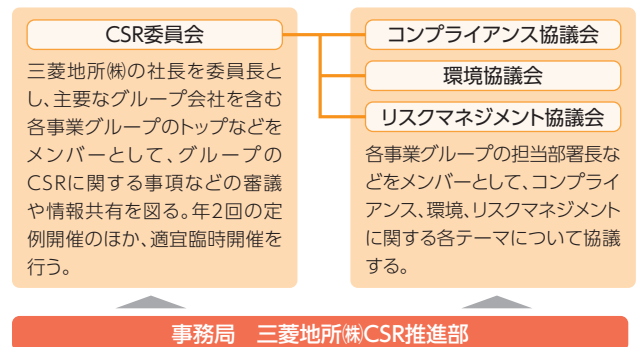 CSR委員会
三菱地所㈱の社長を委員長と
し、主要なグループ会社を含む
各事業グループのトップなどを
メンバーとして、グループの
CSRに関する事項などの審議
や情報共有を図る。年2回の定
例開催のほか、適宜臨時開催を
行う。
コンプライアンス協議会
環境協議会
リスクマネジメント協議会
各事業グループの担当部署長な
どをメンバーとして、コンプライ
アンス、環境、リスクマネジメント
に関する各テーマについて協議
する。
事務局　三菱地所㈱CSR推進部